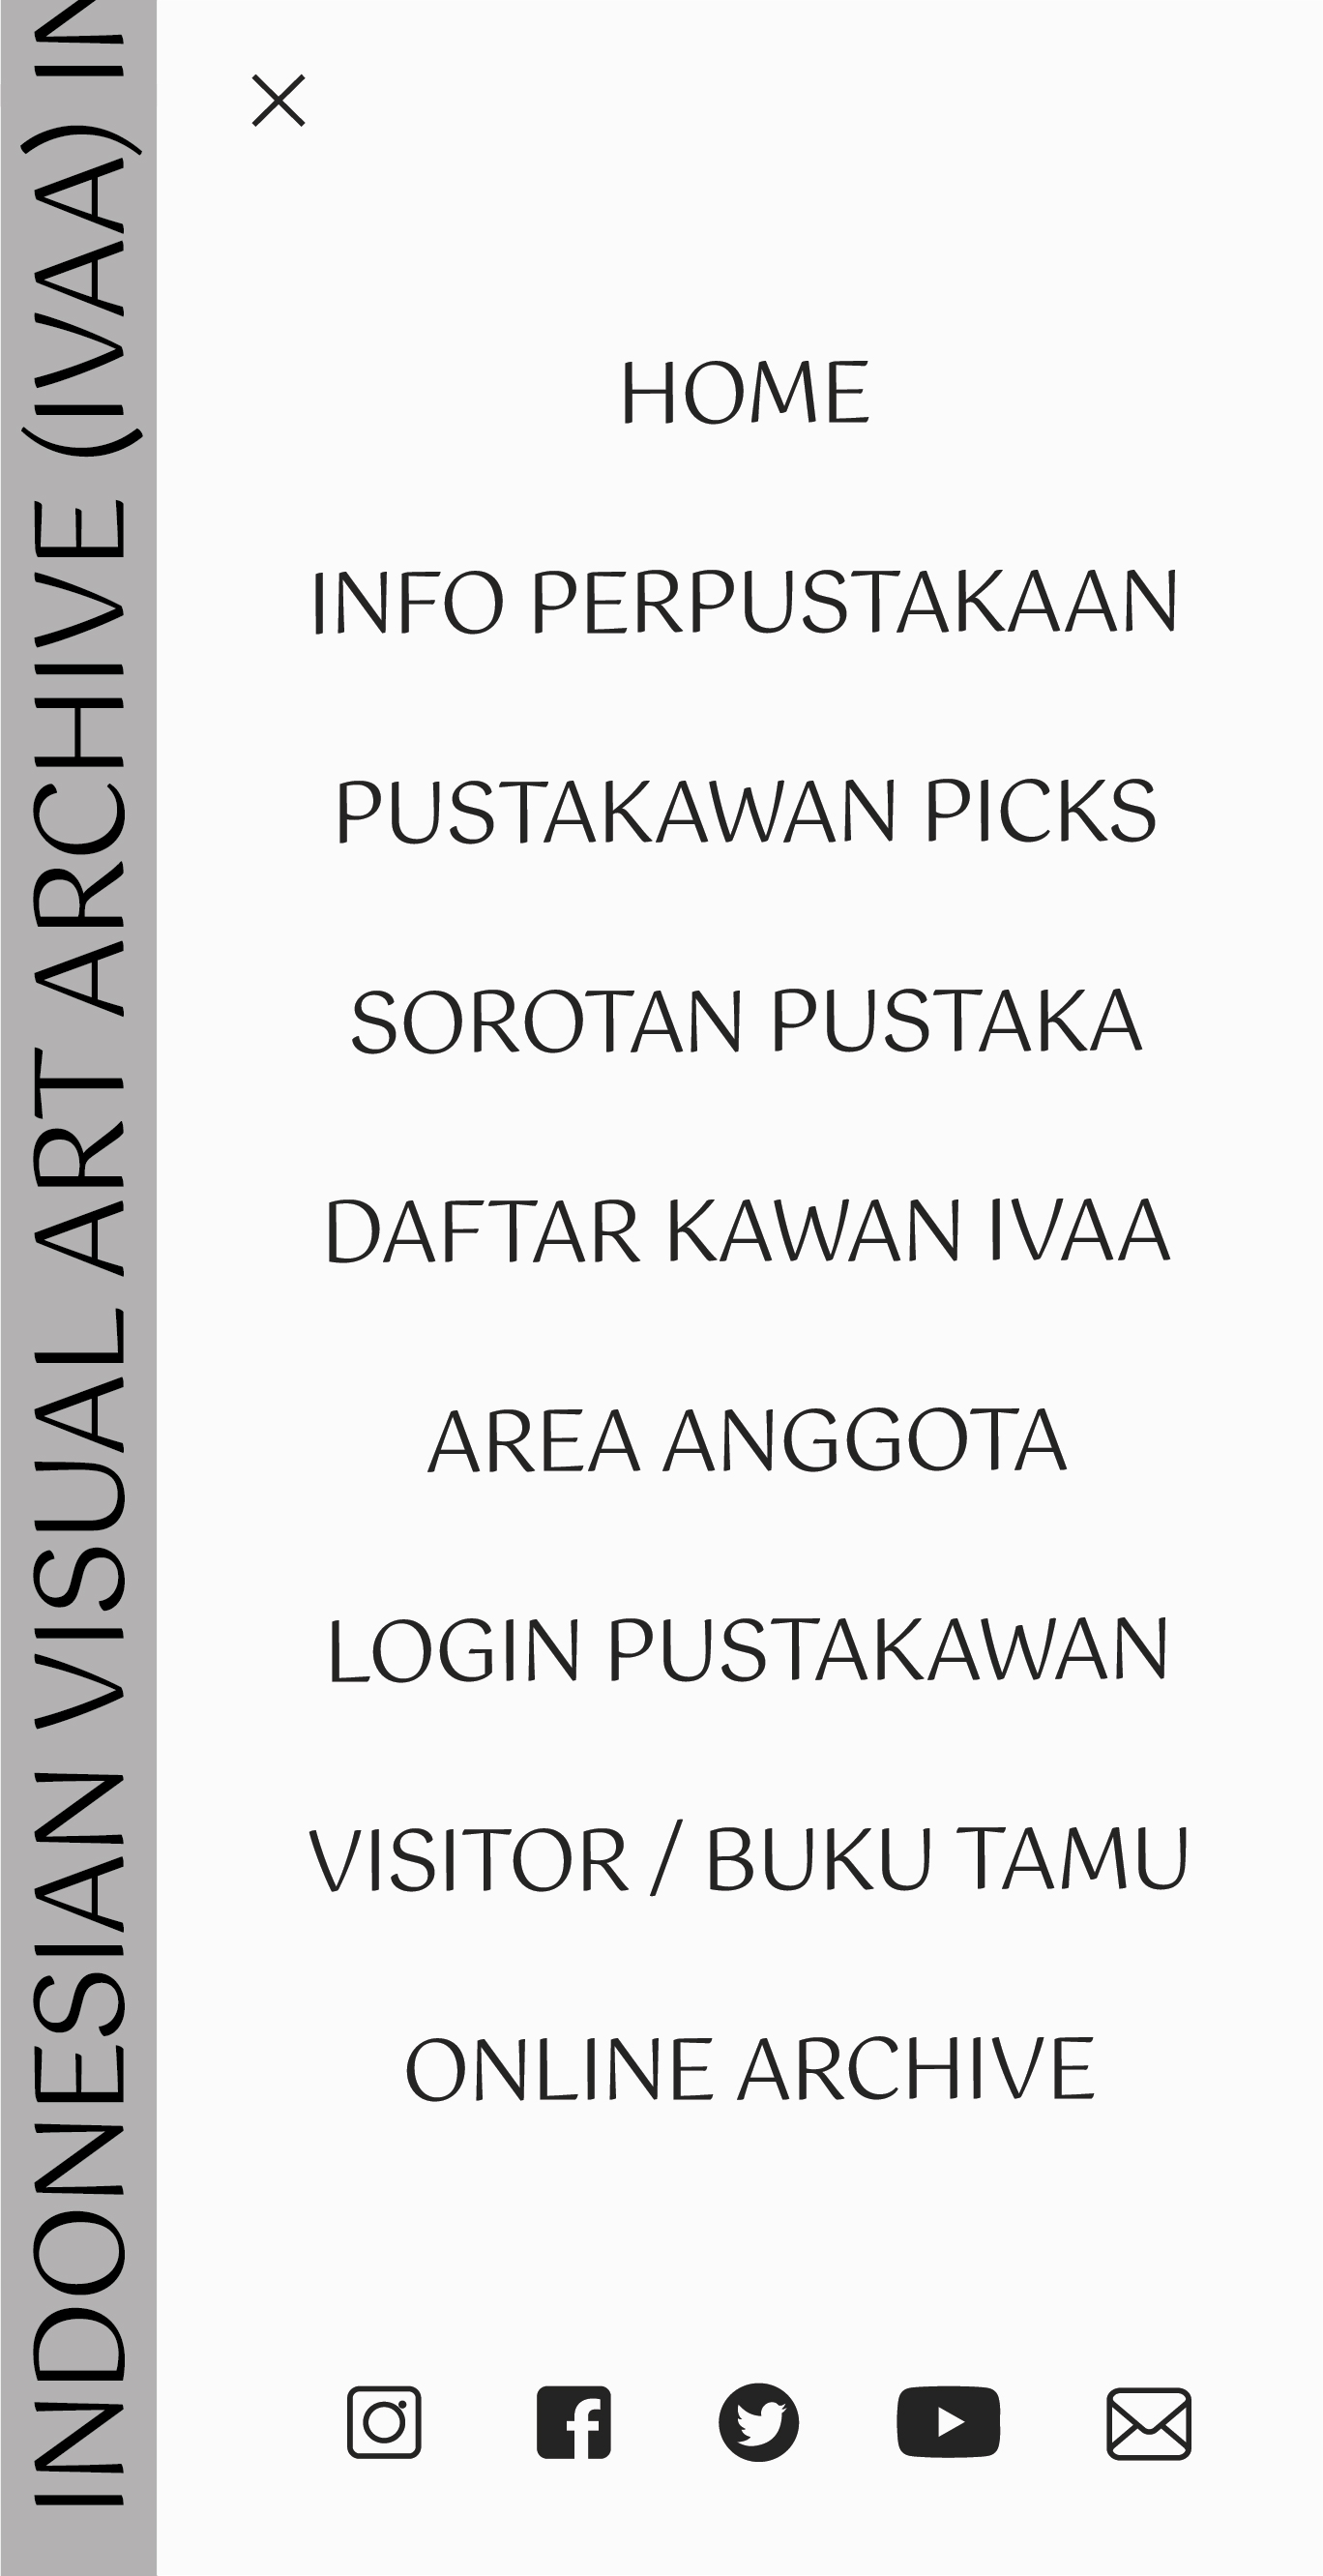 INDONESIAN VISUAL ART ARCHIVE (IVAA) IN
HOME
INFO PERPUSTAKAAN
PUSTAKAWAN PICKS
SOROTAN PUSTAKA
DAFTAR KAWAN IVAA
AREA ANGGOTA
LOGIN PUSTAKAWAN
VISITOR / BUKU TAMU
ONLINE ARCHIVE